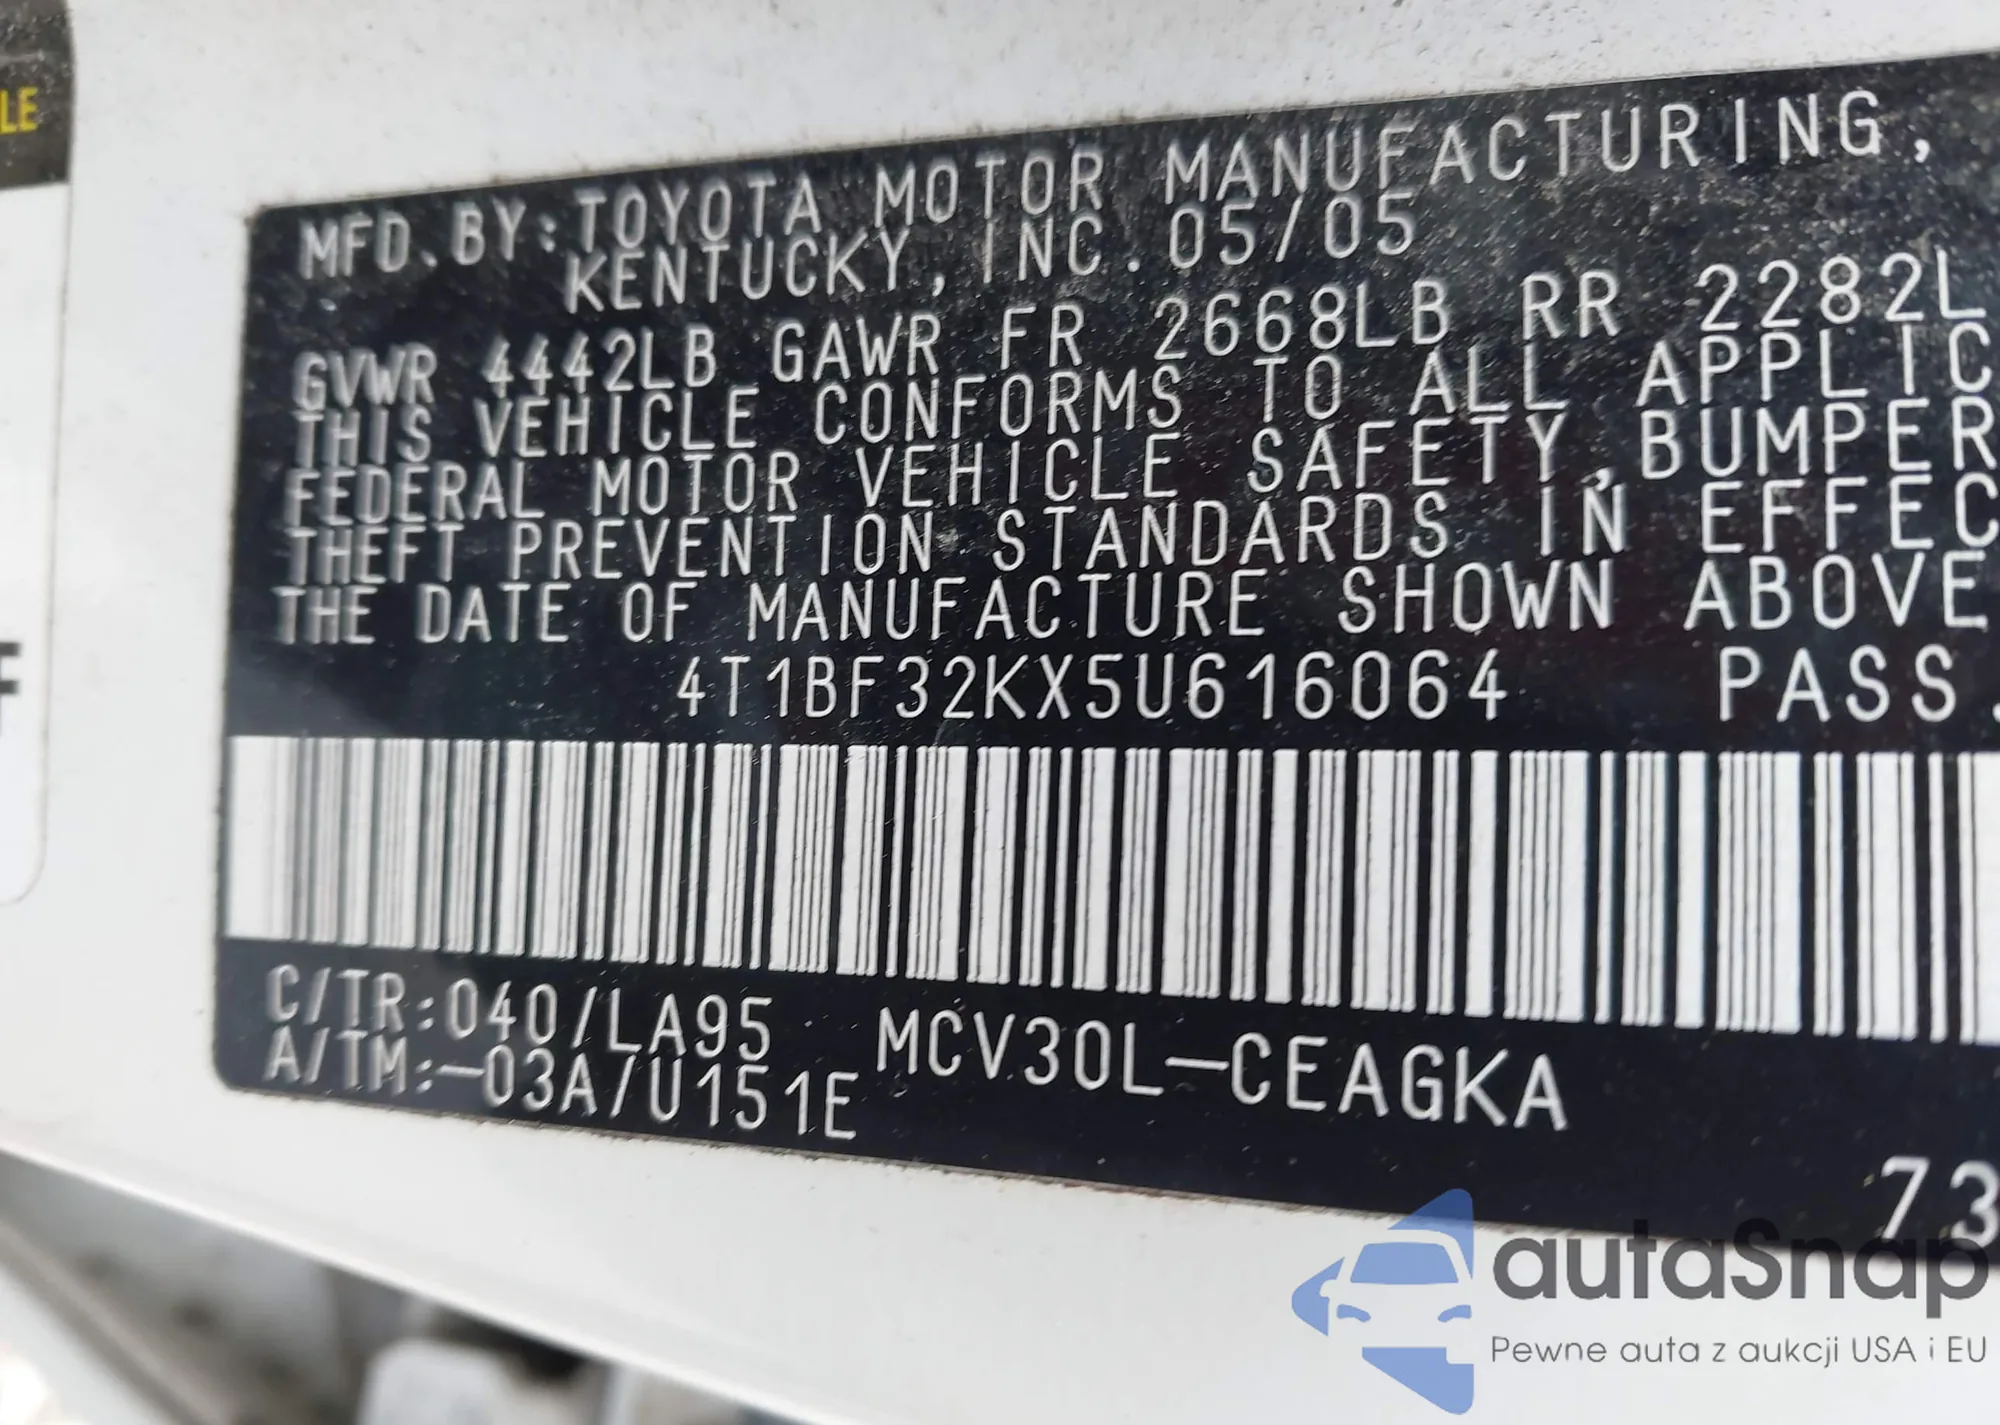 LE
MFD. BY: TOYOTA MOTOR MANUFACTURING,
KENTUCKY, INC. 05/05
GVWR 4442LB GAWR FR 2668LB RR 2282L
THIS VEHICLE CONFORMS TO ALL APPLIC
FEDERAL MOTOR VEHICLE SAFETY, BUMPER
THEFT PREVENTION STANDARDS IN EFFEC
THE DATE OF MANUFACTURE SHOWN ABOVE
4T1BF32KX5U616064 PASS.
C/TR:040/LA95 MCV30L-CEAGKA
A/TM:-03A/U151E
73
autaSnap
Pewne auta z aukcji USA i EU